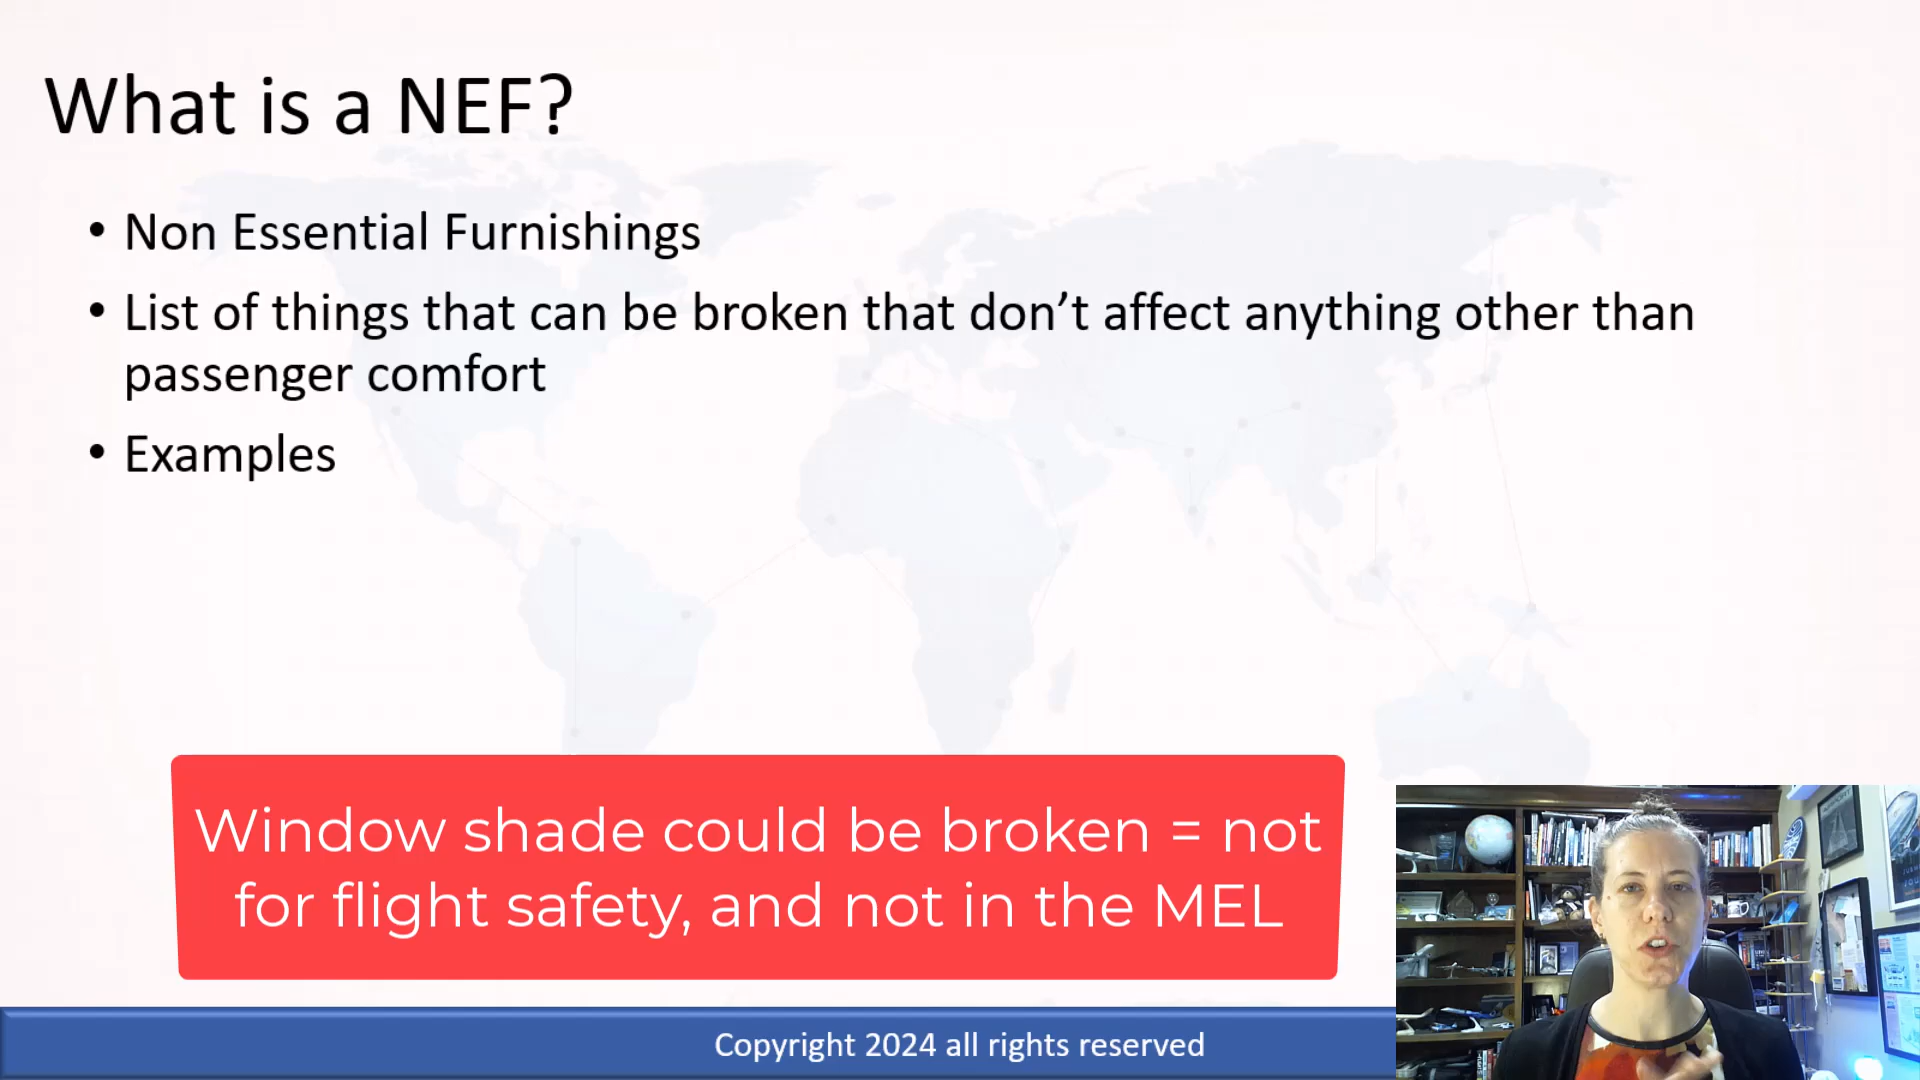 What is a NEF?
• Non Essential Furnishings
• List of things that can be broken that don’t affect anything other than
passenger comfort
• Examples
Window shade could be broken = not
for flight safety, and not in the MEL
Copyright 2024 all rights reserved